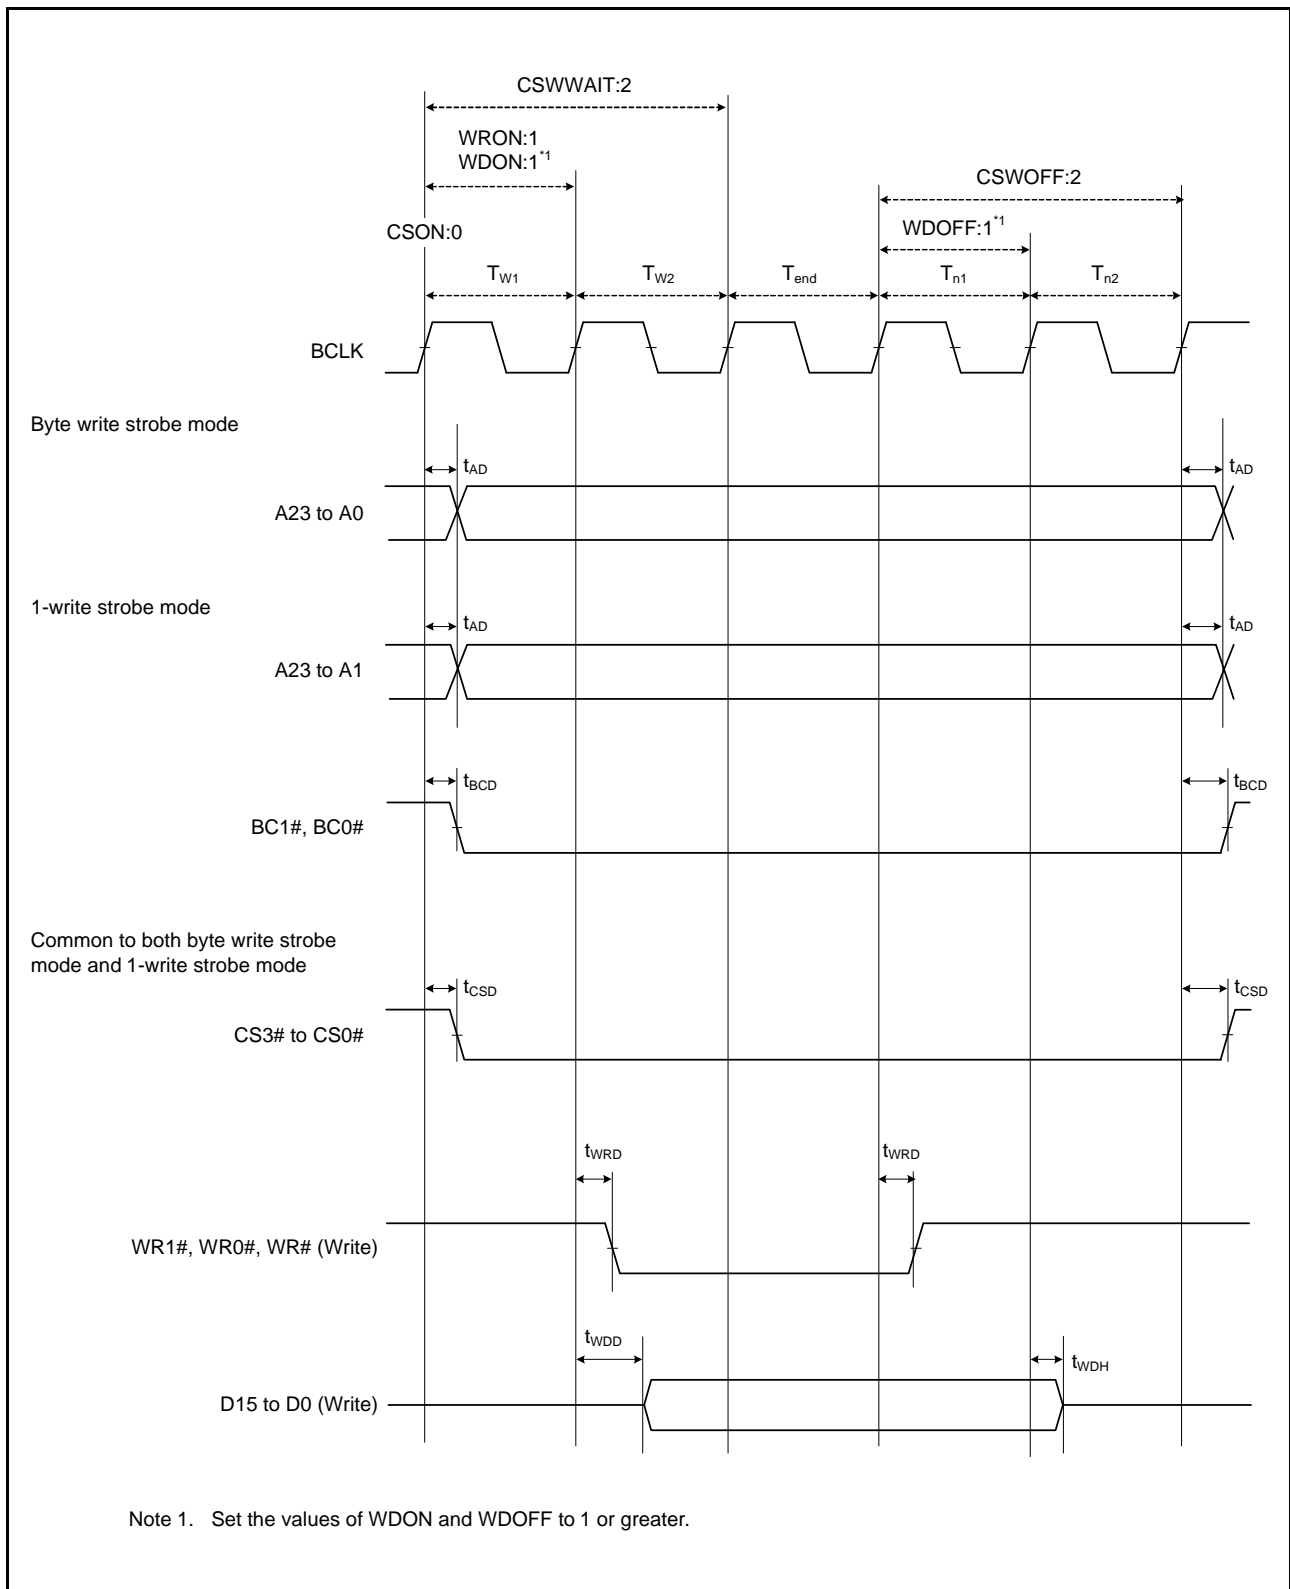 CSWWAIT:2
WRON:1
WDON:1*1
CSWOFF:2
CSON:0
WDOFF:1*1
TW1 TW2 Tend Tn1 Tn2
BCLK
Byte write strobe mode
tAD tAD
A23 to A0
1-write strobe mode
tAD tAD
A23 to A1
tBCD tBCD
BC1#, BC0#
Common to both byte write strobe
mode and 1-write strobe mode
tCSD tCSD
CS3# to CS0#
tWRD tWRD
WR1#, WR0#, WR# (Write)
tWDD tWDH
D15 to D0 (Write)
Note 1. Set the values of WDON and WDOFF to 1 or greater.